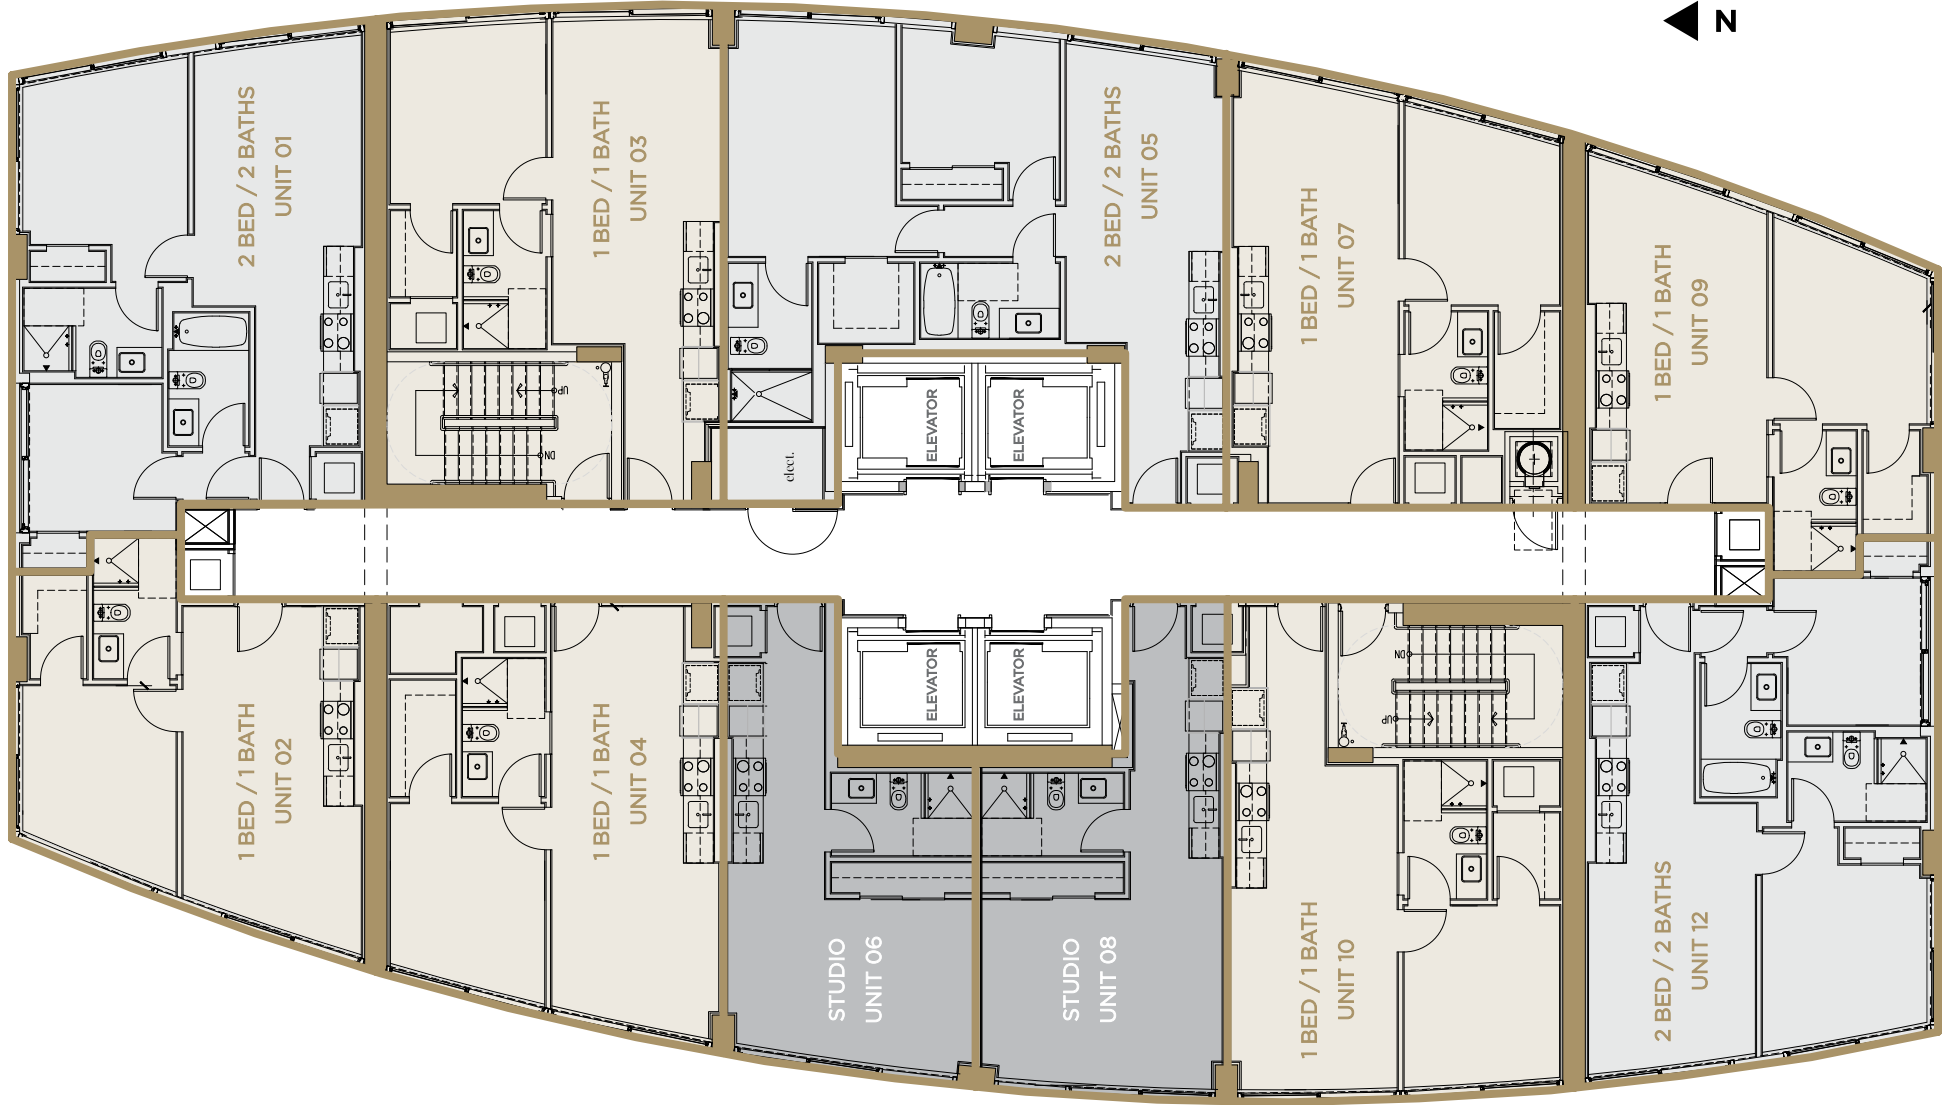 N
2 BED / 2 BATHS
UNIT 01
1 BED / 1 BATH
UNIT 03
2 BED / 2 BATHS
UNIT 05
1 BED / 1 BATH
UNIT 07
1 BED / 1 BATH
UNIT 09
UP
DN
elect.
ELEVATOR
ELEVATOR
ELEVATOR
ELEVATOR
DN
UP
1 BED / 1 BATH
UNIT 02
1 BED / 1 BATH
UNIT 04
STUDIO
UNIT 06
STUDIO
UNIT 08
1 BED / 1 BATH
UNIT 10
2 BED / 2 BATHS
UNIT 12